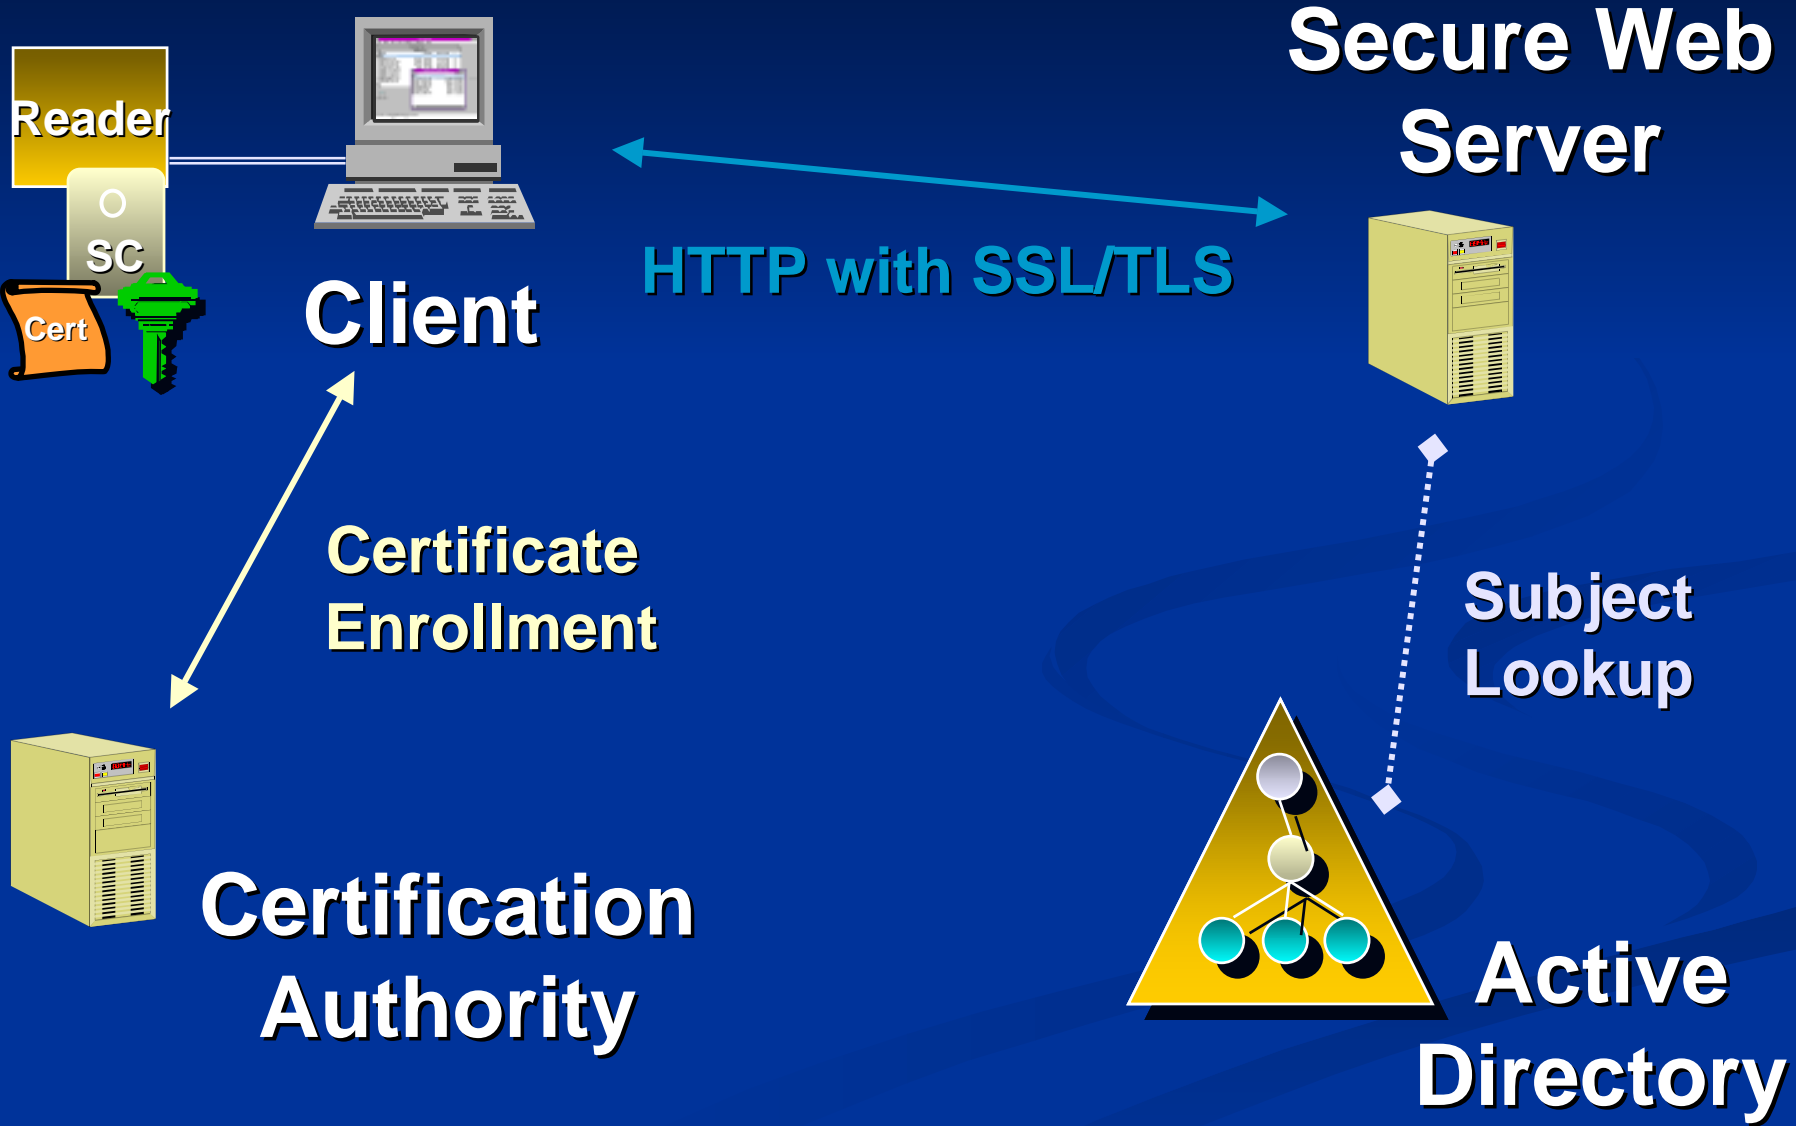 Secure Web
Server
Reader
SC
Cert
Client
HTTP with SSL/TLS
Certificate
Enrollment
Subject
Lookup
Certification
Authority
Active
Directory